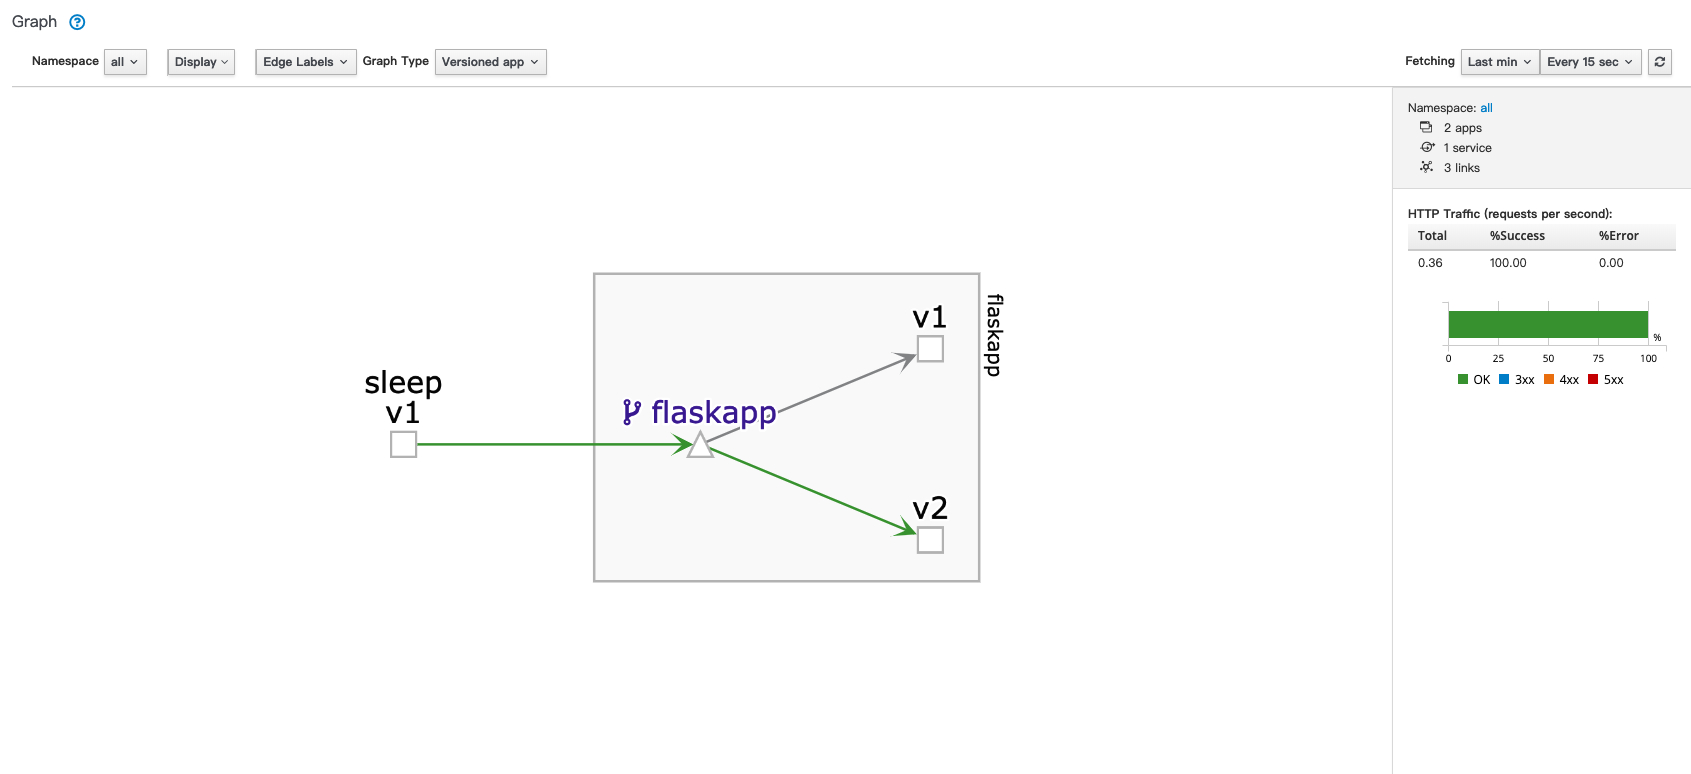 Graph
Namespace all Display Edge Labels Graph Type Versioned app Fetching Last min Every 15 sec
Namespace: all
2 apps
1 service
3 links
HTTP Traffic (requests per second):
Total %Success %Error
0.36 100.00 0.00
%
0 25 50 75 100
OK 3xx 4xx 5xx
sleep
v1
flaskapp
v1
v2
flaskapp